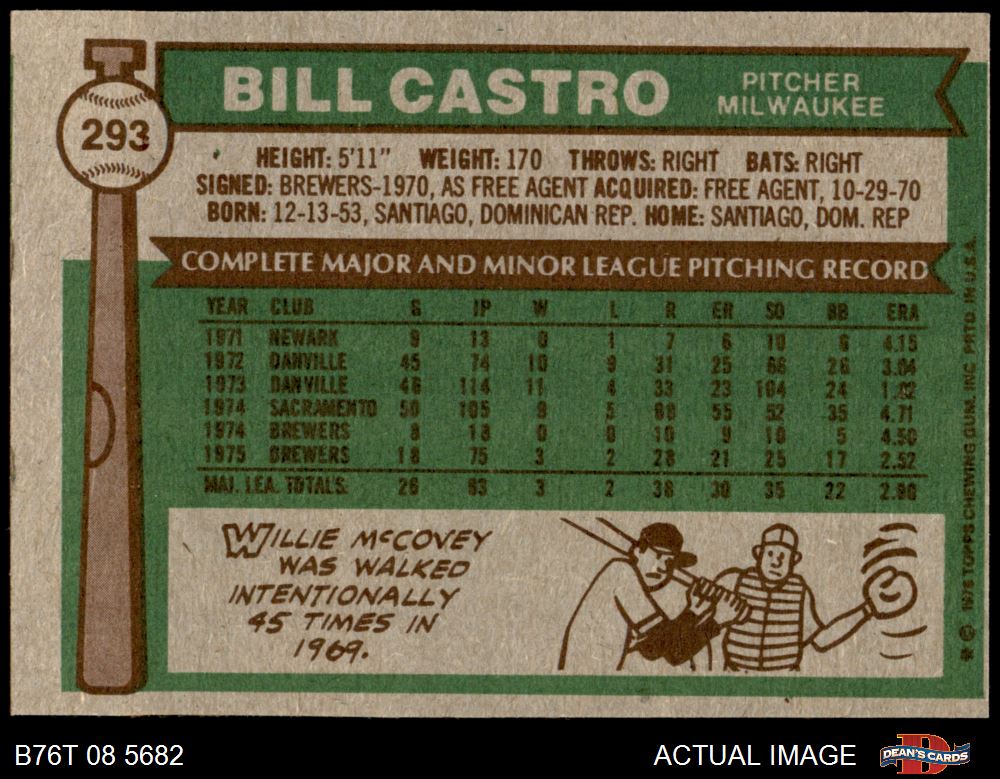 BILL CASTRO
PITCHER
MILWAUKEE
293
HEIGHT: 5'11" WEIGHT: 170 THROWS: RIGHT BATS: RIGHT
SIGNED: BREWERS-1970, AS FREE AGENT ACQUIRED: FREE AGENT, 10-29-70
BORN: 12-13-53, SANTIAGO, DOMINICAN REP. HOME: SANTIAGO, DOM. REP
COMPLETE MAJOR AND MINOR LEAGUE PITCHING RECORD
YEAR CLUB G IP W L R ER SO BB ERA
1971 NEWARK 9 13 0 1 7 6 10 6 4.15
1972 DANVILLE 45 74 10 9 31 25 66 26 3.04
1973 DANVILLE 46 114 11 4 33 23 104 24 1.82
1974 SACRAMENTO 50 105 9 5 55 52 35 4.71
1974 BREWERS 8 18 0 0 10 9 10 5 4.50
1975 BREWERS 18 75 3 2 28 21 25 17 2.52
MAJ. LEA. TOTALS 26 93 3 2 38 30 35 22 2.90
WILLIE McCOVEY
WAS WALKED
INTENTIONALLY
45 TIMES IN
1969.
© 1976 TOPPS CHEWING GUM, INC. PRTD. IN U.S.A.
B76T 08 5682
ACTUAL IMAGE
DEAN'S CARDS